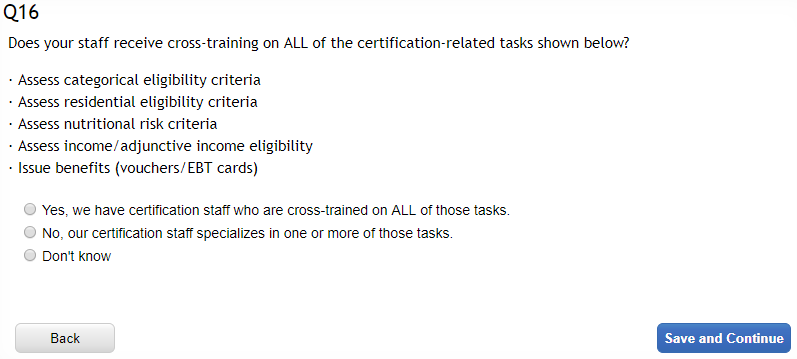 Q16
Does your staff receive cross-training on ALL of the certification-related tasks shown below?
· Assess categorical eligibility criteria
· Assess residential eligibility criteria
· Assess nutritional risk criteria
· Assess income/adjunctive income eligibility
· Issue benefits (vouchers/EBT cards)
Yes, we have certification staff who are cross-trained on ALL of those tasks.
No, our certification staff specializes in one or more of those tasks.
Don't know
Back
Save and Continue